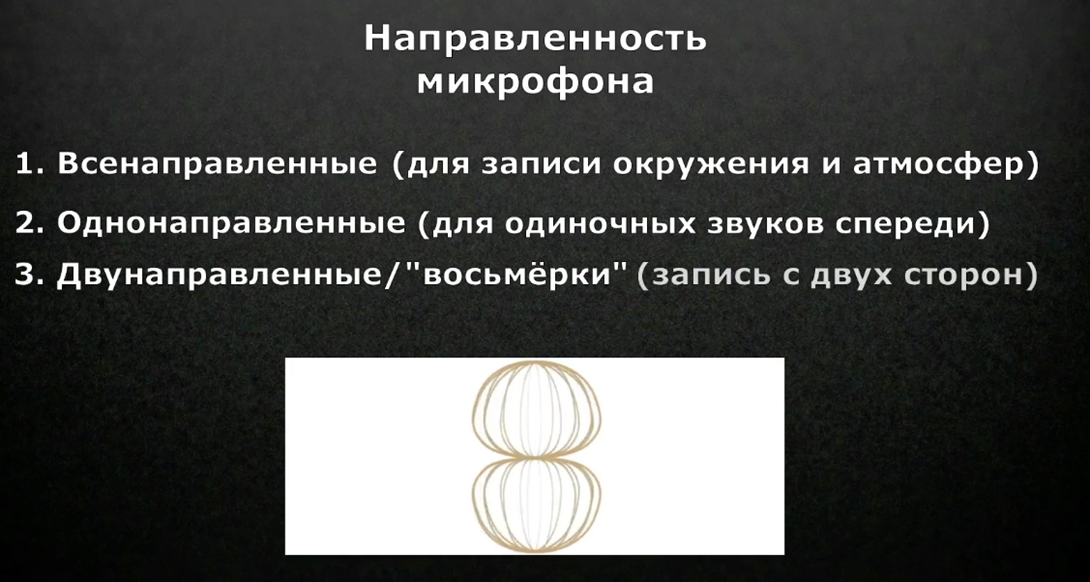 Направленность
микрофона
1. Всенаправленные (для записи окружения и атмосфер)
2. Однонаправленные (для одиночных звуков спереди)
3. Двунаправленные/"восьмёрки" (запись с двух сторон)